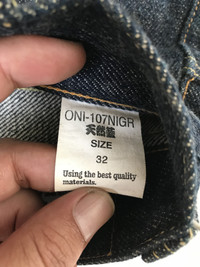 ONI-107NIGR
天然藍
SIZE
32
Using the best quality
materials.